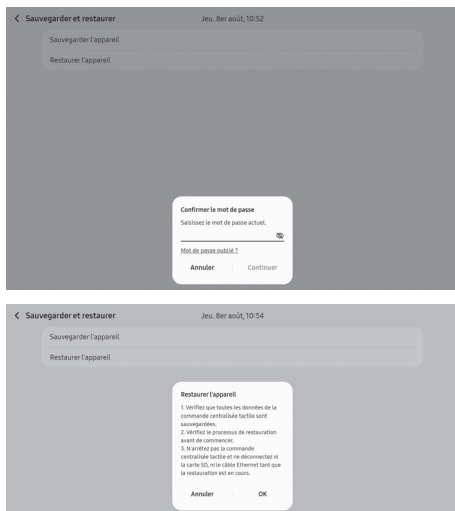 Sauvegarder et restaurer
Jeu. 8er août, 10:52
Sauvegarder l'appareil
Restaurer l'appareil
Confirmer le mot de passe
Saisissez le mot de passe actuel.
Mot de passe oublié ?
Annuler
Continuer
Sauvegarder et restaurer
Jeu. 8er août, 10:54
Sauvegarder l'appareil
Restaurer l'appareil
Restaurer l'appareil
1. Vérifiez que toutes les données de la
commande centralisée tactile sont
sauvegardées.
2. Vérifiez le processus de restauration
avant de commencer.
3. N'arrêtez pas la commande
centralisée tactile et ne déconnectez ni
la carte SD, ni le câble Ethernet tant que
la restauration est en cours.
Annuler
OK